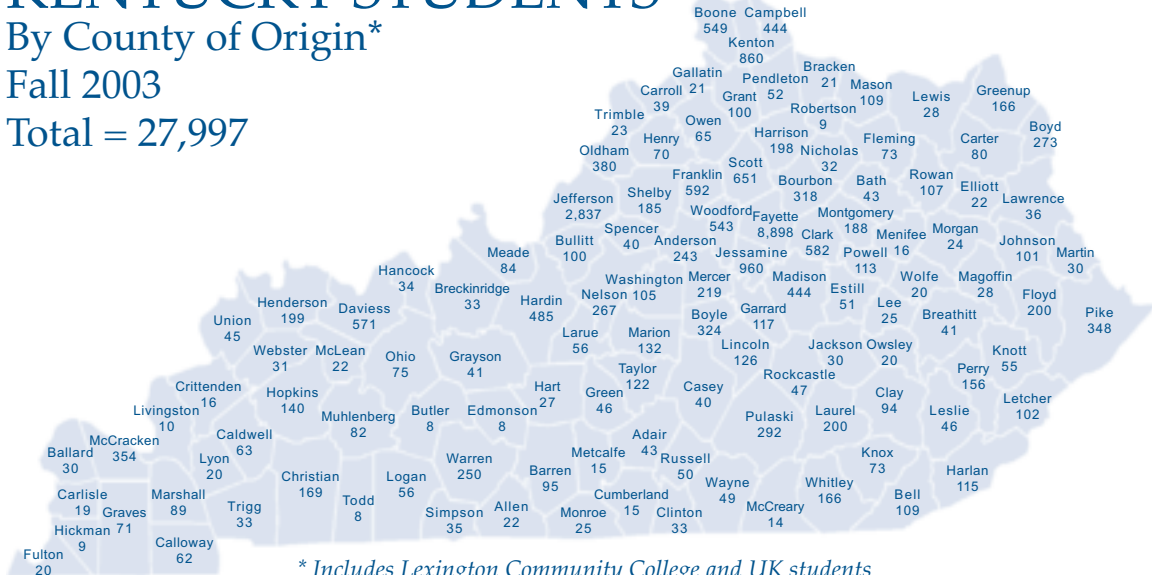 KENTUCKY STUDENTS
By County of Origin*
Fall 2003
Total = 27,997
Boone Campbell
549 444
Kenton
860
Gallatin
21
Pendleton
52
Bracken
21
Mason
109
Carroll
39
Grant
100
Robertson
9
Lewis
28
Greenup
166
Trimble
23
Owen
65
Henry
70
Harrison
198
Nicholas
32
Fleming
73
Carter
80
Boyd
273
Oldham
380
Scott
651
Franklin
592
Bourbon
318
Bath
43
Rowan
107
Elliott
22
Lawrence
36
Jefferson
2,837
Shelby
185
Woodford
543
Fayette
8,898
Montgomery
188
Clark
582
Menifee
16
Morgan
24
Johnson
101
Martin
30
Bullitt
100
Spencer
40
Anderson
243
Jessamine
960
Powell
113
Meade
84
Hancock
34
Breckinridge
33
Hardin
485
Washington
105
Nelson
267
Mercer
219
Madison
444
Estill
51
Wolfe
20
Magoffin
28
Lee
25
Floyd
200
Pike
348
Henderson
199
Daviess
571
Union
45
Boyle
324
Garrard
117
Breathitt
41
Larue
56
Marion
132
Lincoln
126
Jackson
30
Owsley
20
Knott
55
Webster
31
McLean
22
Ohio
75
Grayson
41
Taylor
122
Rockcastle
47
Perry
156
Crittenden
16
Hopkins
140
Hart
27
Green
46
Casey
40
Clay
94
Letcher
102
Livingston
10
Muhlenberg
82
Butler
8
Edmonson
8
Pulaski
292
Laurel
200
Leslie
46
McCracken
354
Ballard
30
Caldwell
63
Lyon
20
Adair
43
Metcalfe
15
Russell
50
Knox
73
Warren
250
Barren
95
Christian
169
Logan
56
Wayne
49
Whitley
166
Harlan
115
Carlisle
19
Graves
71
Marshall
89
Trigg
33
Todd
8
Simpson
35
Allen
22
Monroe
25
Cumberland
15
Clinton
33
McCreary
14
Bell
109
Hickman
9
Calloway
62
Fulton
20
* Includes Lexington Community College and UK students